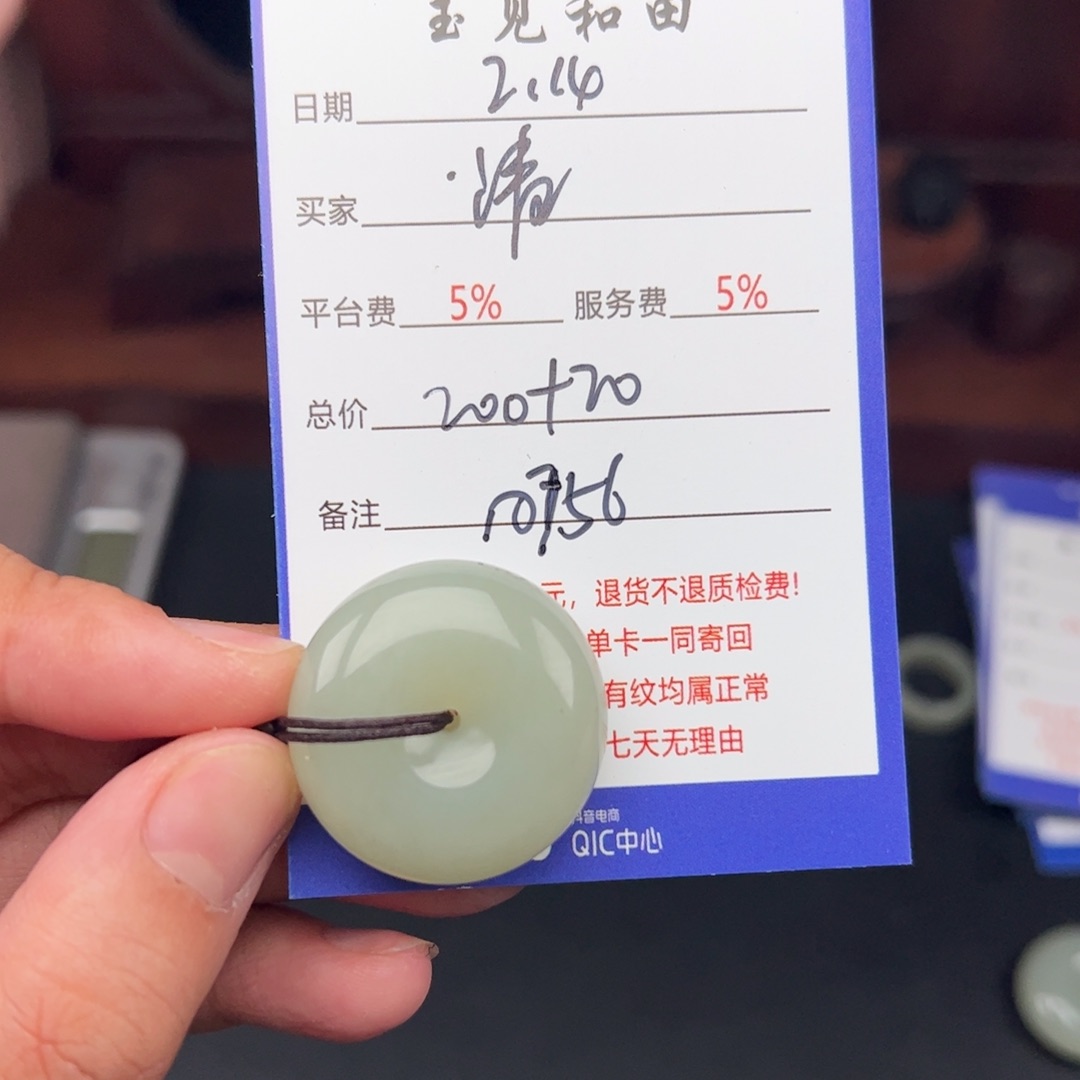 玉见和田
日期 2.14
买家
平台费 5% 服务费 5%
总价 200+20
备注
元，退货不退质检费！
单卡一同寄回
有纹均属正常
七天无理由
抖音电商
QIC中心